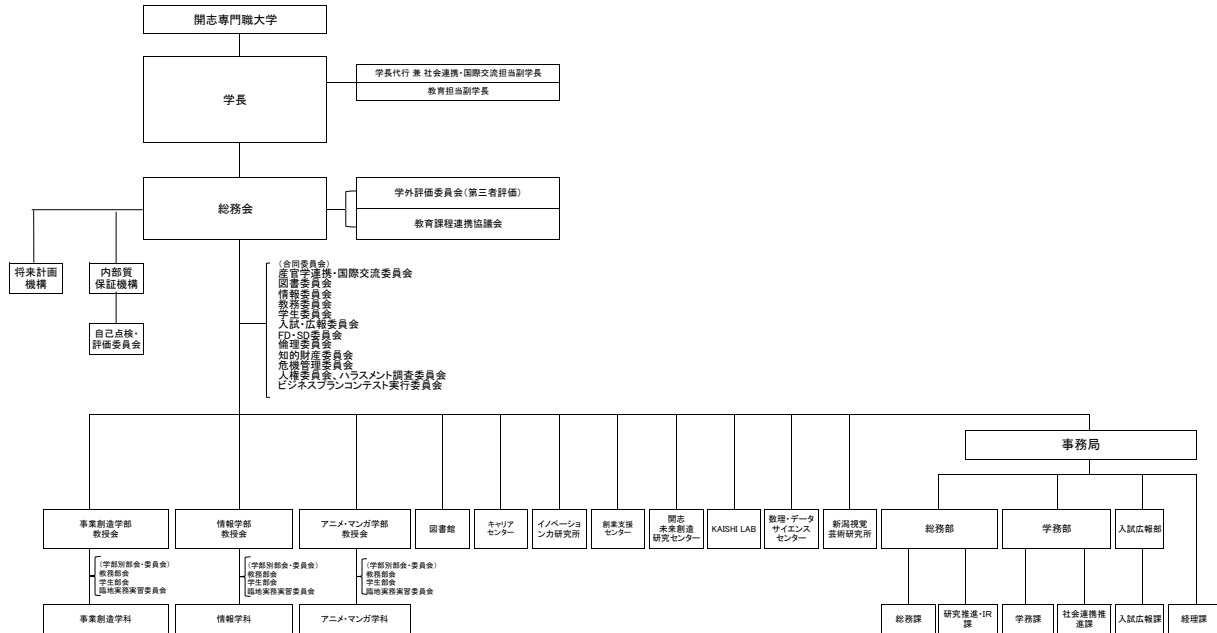 開志専門職大学
学長
学長代行 兼 社会連携・国際交流担当副学長
教育担当副学長
総務会
学外評価委員会(第三者評価)
教育課程連携協議会
将来計画
機構
内部質
保証機構
自己点検・
評価委員会
(合同委員会)
産官学連携・国際交流委員会
図書委員会
情報委員会
教務委員会
学生委員会
入試・広報委員会
FD・SD委員会
倫理委員会
知的財産委員会
危機管理委員会
人権委員会、ハラスメント調査委員会
ビジネスプランコンテスト実行委員会
事務局
事業創造学部
教授会
情報学部
教授会
アニメ・マンガ学部
教授会
図書館
キャリア
センター
イノベーショ
ン力研究所
創業支援
センター
開志
未来創造
研究センター
KAISHI LAB
数理・データ
サイエンス
センター
新潟視覚
芸術研究所
総務部
学務部
入試広報部
(学部別部会・委員会)
教務部会
学生部会
臨地実務実習委員会
(学部別部会・委員会)
教務部会
学生部会
臨地実務実習委員会
(学部別部会・委員会)
教務部会
学生部会
臨地実務実習委員会
事業創造学科
情報学科
アニメ・マンガ学科
総務課
研究推進・IR
課
学務課
社会連携推
進課
入試広報課
経理課